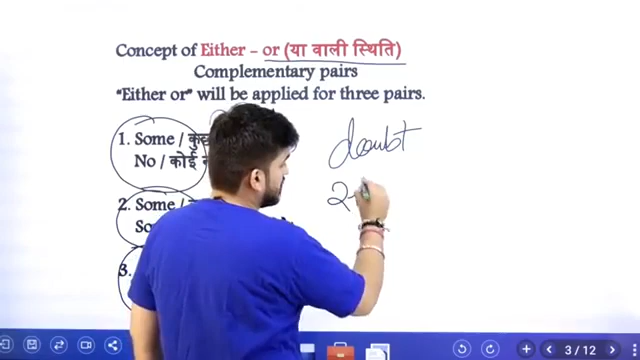 Concept of Either – or (या वाली स्थिति)
Complementary pairs
"Either or" will be applied for three pairs.
1. Some /
No / कोई
2. Some /
3.
doubt
2
3 / 12